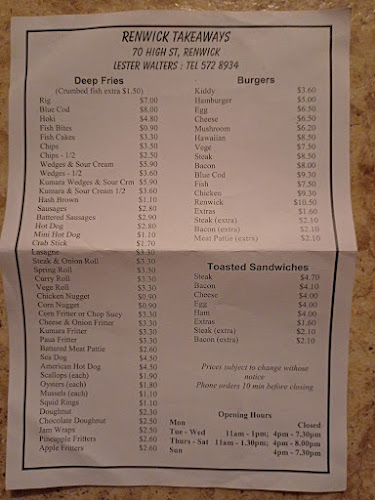 RENWICK TAKEAWAYS
70 HIGH ST, RENWICK
LESTER WALTERS : TEL 572 8934
Deep Fries
(Crumbed fish extra $1.50)
Rig $7.00
Blue Cod $8.00
Hoki $4.80
Fish Bites $0.90
Fish Cakes $3.30
Chips $3.50
Chips - 1/2 $2.50
Wedges & Sour Cream $5.90
Wedges - 1/2 $3.60
Kumara Wedges & Sour Crm $5.90
Kumara & Sour Cream 1/2 $3.60
Hash Brown $1.10
Sausages $2.80
Battered Sausages $2.90
Hot Dog $2.80
Mini Hot Dog $1.10
Crab Stick $1.70
Lasagne $3.30
Steak & Onion Roll $3.30
Spring Roll $3.30
Curry Roll $3.30
Vege Roll $3.30
Chicken Nugget $0.90
Corn Nugget $0.90
Corn Fritter or Chop Suey $3.30
Cheese & Onion Fritter $3.30
Kumara Fritter $3.30
Paua Fritter $3.30
Battered Meat Pattie $2.60
Sea Dog $4.50
American Hot Dog $4.50
Scallops (each) $1.90
Oysters (each) $1.80
Mussels (each) $1.10
Squid Rings $1.10
Doughnut $2.30
Chocolate Doughnut $2.50
Jam Wraps $2.50
Pineapple Fritters $2.60
Apple Fritters $2.60
Burgers
Kiddy $3.60
Hamburger $5.00
Egg $6.50
Cheese $6.50
Mushroom $6.20
Hawaiian $8.50
Vege $7.50
Steak $8.50
Bacon $8.00
Blue Cod $9.30
Fish $7.50
Chicken $9.30
Renwick $10.50
Extras $1.60
Steak (extra) $2.10
Bacon (extra) $2.10
Meat Pattie (extra) $2.10
Toasted Sandwiches
Steak $4.70
Bacon $4.10
Cheese $4.00
Egg $4.00
Ham $4.00
Extras $1.60
Steak (extra) $2.10
Bacon (extra) $2.10
Prices subject to change without
notice
Phone orders 10 min before closing
Opening Hours
Mon Closed
Tue - Wed 11am - 1pm; 4pm - 7.30pm
Thurs - Sat 11am - 1.30pm; 4pm - 8.00pm
Sun 4pm - 7.30pm